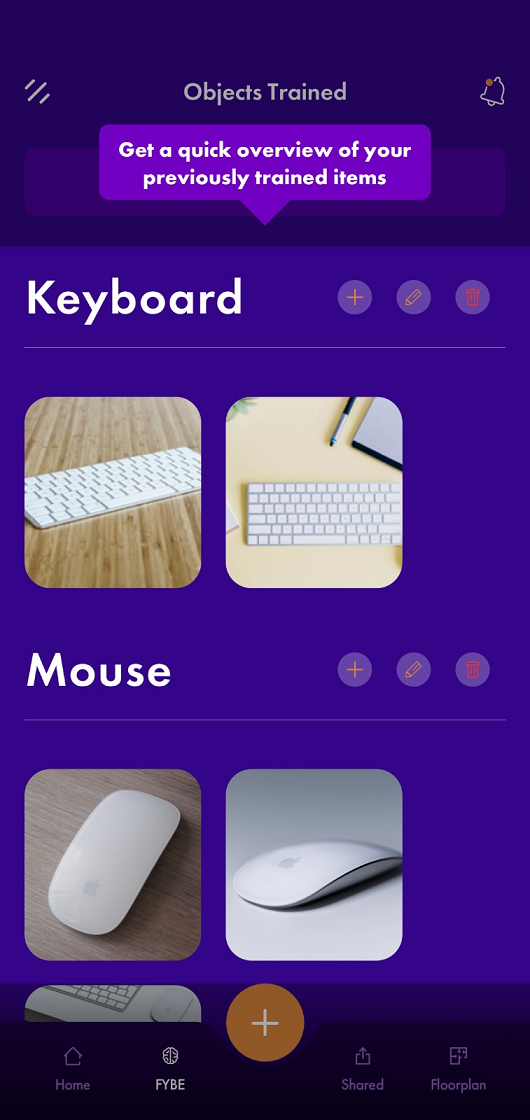 Objects Trained
Get a quick overview of your
previously trained items
Keyboard
Mouse
Home
FYBE
Shared
Floorplan